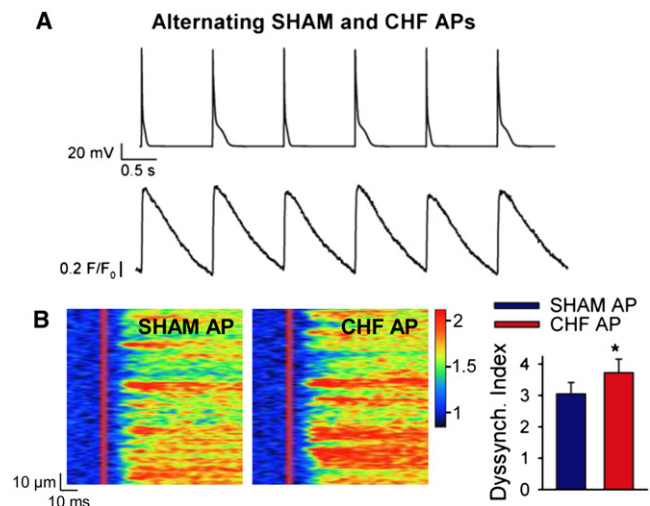 A
Alternating SHAM and CHF APs
20 mV
0.5 s
0.2 F/F₀
B
SHAM AP
CHF AP
2
1.5
1
10 µm
10 ms
SHAM AP
CHF AP
*
Dyssynch. Index
4
3
2
1
0